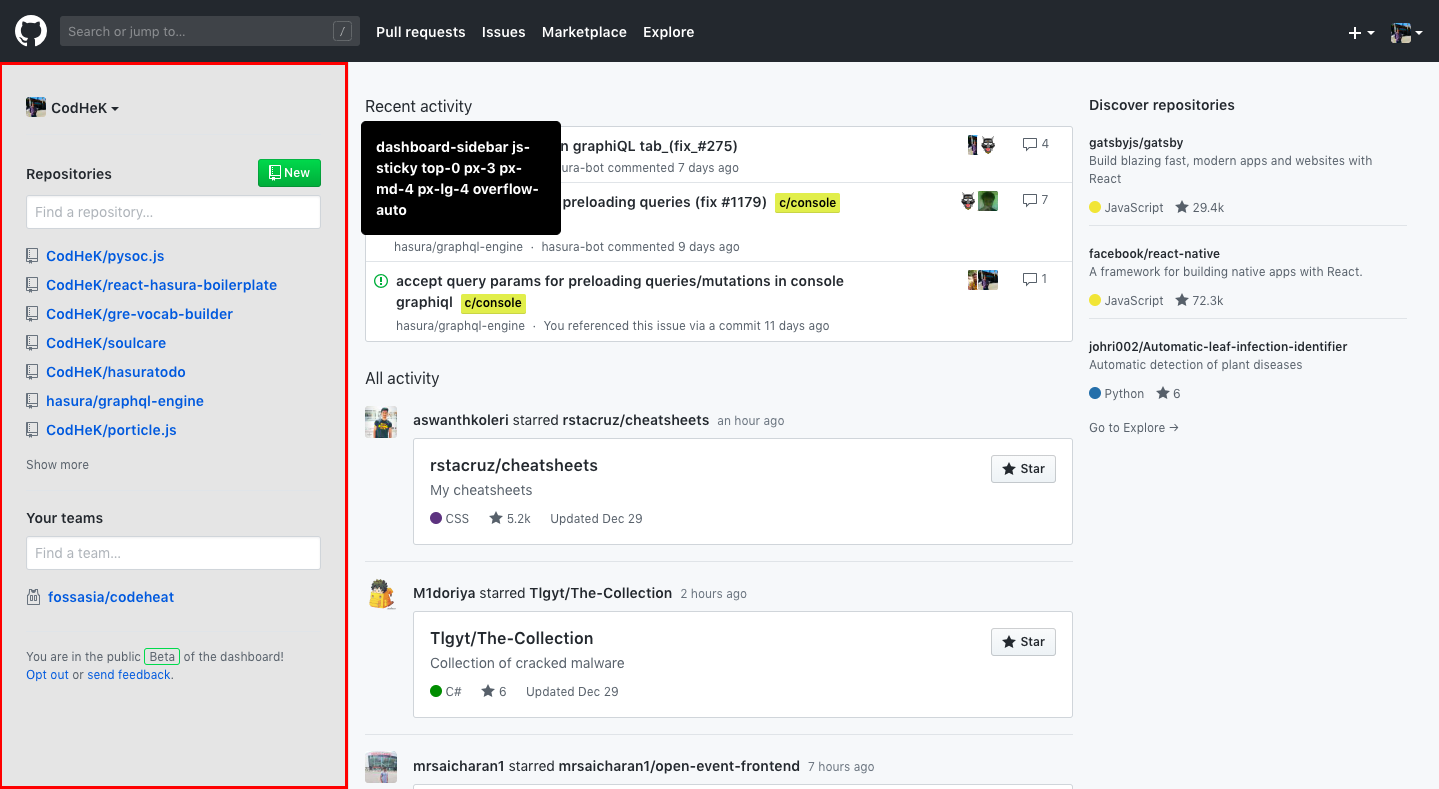 Search or jump to...
/
Pull requests
Issues
Marketplace
Explore
CodHeK
Repositories
New
Find a repository...
CodHeK/pysoc.js
CodHeK/react-hasura-boilerplate
CodHeK/gre-vocab-builder
CodHeK/soulcare
CodHeK/hasuratodo
hasura/graphql-engine
CodHeK/porticle.js
Show more
Your teams
Find a team...
fossasia/codeheat
You are in the public Beta of the dashboard!
Opt out or send feedback.
Recent activity
dashboard-sidebar js-
sticky top-0 px-3 px-
md-4 px-lg-4 overflow-
auto
graphiQL tab_(fix_#275)
4
commented 7 days ago
preloading queries (fix #1179) c/console
7
hasura/graphql-engine · hasura-bot commented 9 days ago
accept query params for preloading queries/mutations in console
graphiql c/console
1
hasura/graphql-engine · You referenced this issue via a commit 11 days ago
All activity
aswanthkoleri starred rstacruz/cheatsheets an hour ago
rstacruz/cheatsheets
Star
My cheatsheets
CSS 5.2k Updated Dec 29
M1doriya starred Tlgyt/The-Collection 2 hours ago
Tlgyt/The-Collection
Star
Collection of cracked malware
C# 6 Updated Dec 29
mrsaicharan1 starred mrsaicharan1/open-event-frontend 7 hours ago
Discover repositories
gatsbyjs/gatsby
Build blazing fast, modern apps and websites with
React
JavaScript 29.4k
facebook/react-native
A framework for building native apps with React.
JavaScript 72.3k
johri002/Automatic-leaf-infection-identifier
Automatic detection of plant diseases
Python 6
Go to Explore →